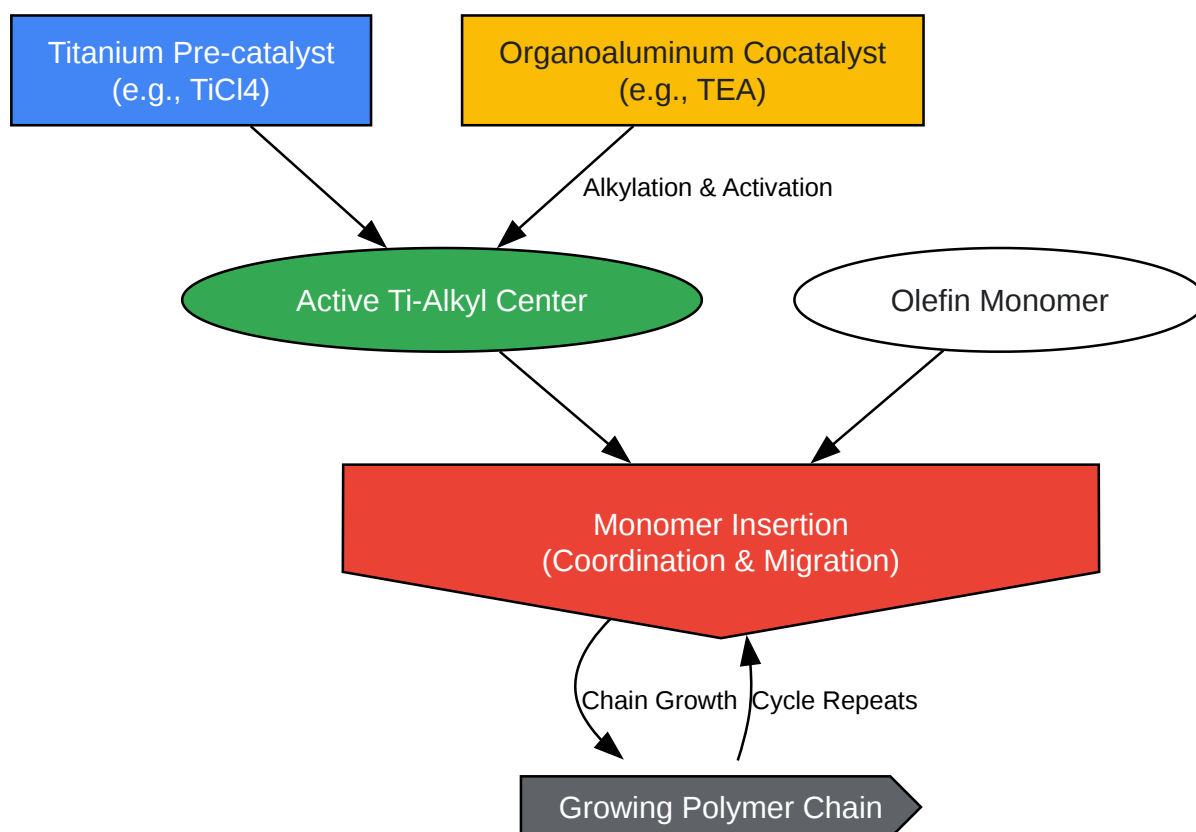 Titanium Pre-catalyst
(e.g., TiCl4)
Organoaluminum Cocatalyst
(e.g., TEA)
Alkylation & Activation
Active Ti-Alkyl Center
Olefin Monomer
Monomer Insertion
(Coordination & Migration)
Chain Growth
Cycle Repeats
Growing Polymer Chain